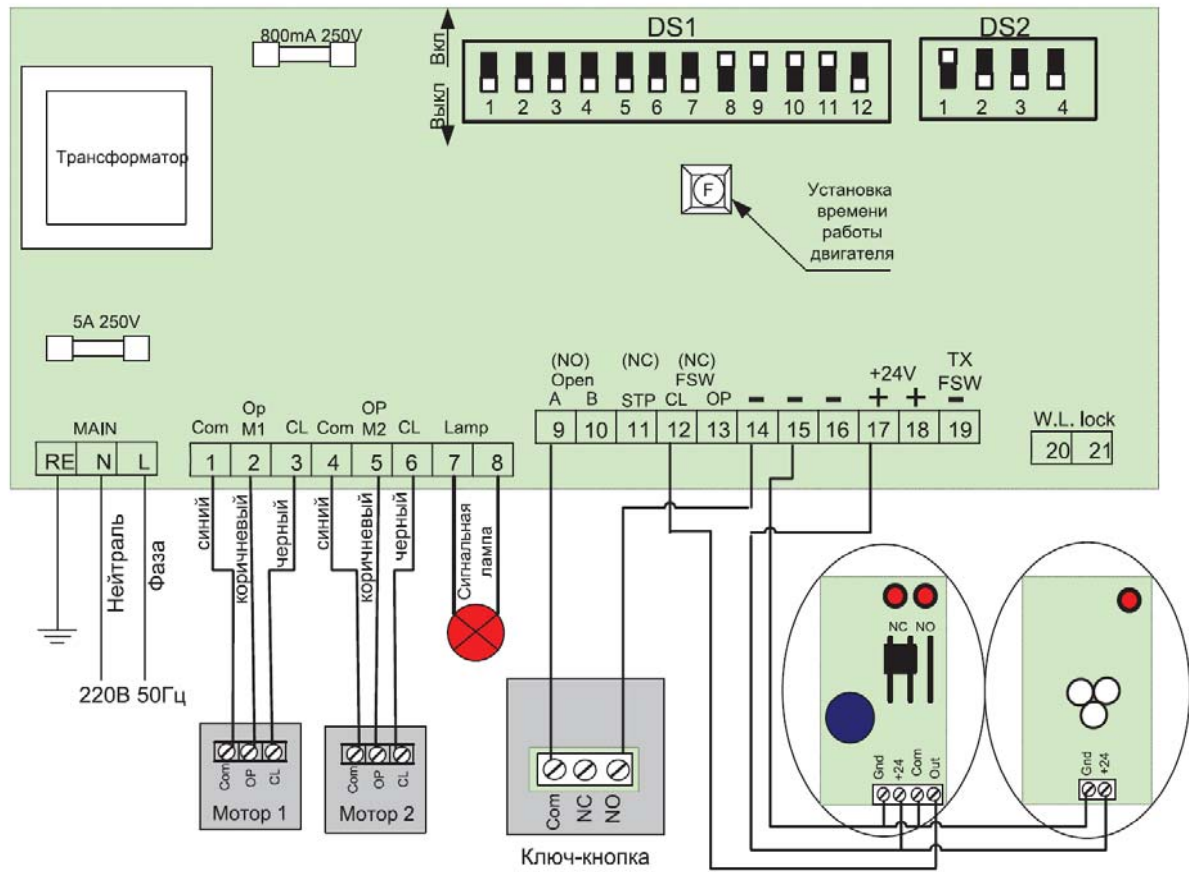 800mA 250V
Вкл
Выкл
DS1
1 2 3 4 5 6 7 8 9 10 11 12
DS2
1 2 3 4
Трансформатор
F
Установка
времени
работы
двигателя
5A 250V
MAIN
RE N L
Op OP
Com M1 CL Com M2 CL Lamp
1 2 3 4 5 6 7 8
(NO) (NC) (NC) TX
Open FSW +24V FSW
A B STP CL OP - - - + + -
9 10 11 12 13 14 15 16 17 18 19
W.L. lock
20 21
Нейтраль
Фаза
220В 50Гц
синий
коричневый
черный
синий
коричневый
черный
Сигнальная
лампа
Com OP CL
Мотор 1
Com OP CL
Мотор 2
Com NC NO
Ключ-кнопка
NC NO
Gnd +24 Com Out
Gnd +24